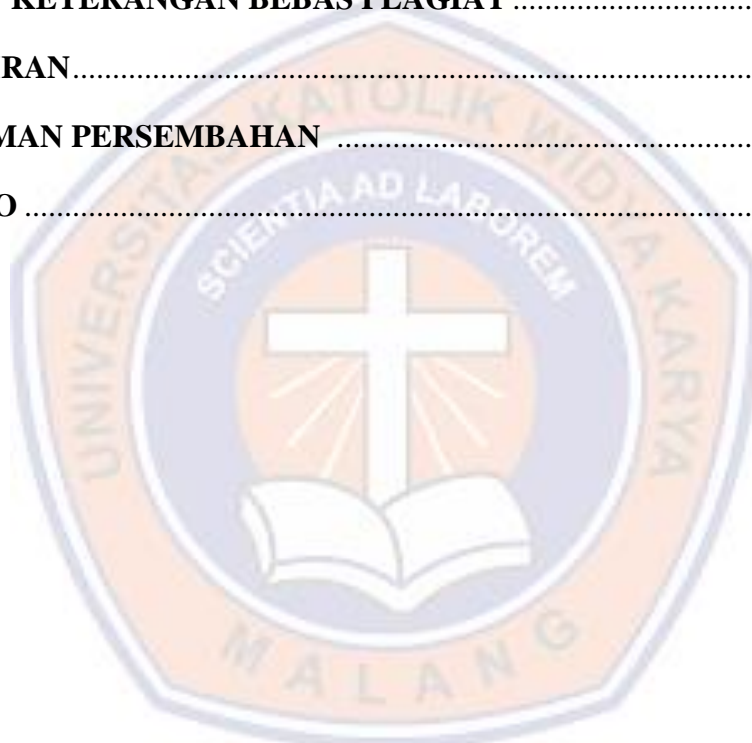 KETERANGAN BEBAS PLAGIAT ........................................
RAN ........................................................................
MAN PERSEMBAHAN ........................................................
O ............................................................................
UNIVERSITAS KATOLIK WIDYA KARYA
SCIENTIA AD LABOREM
MALANG